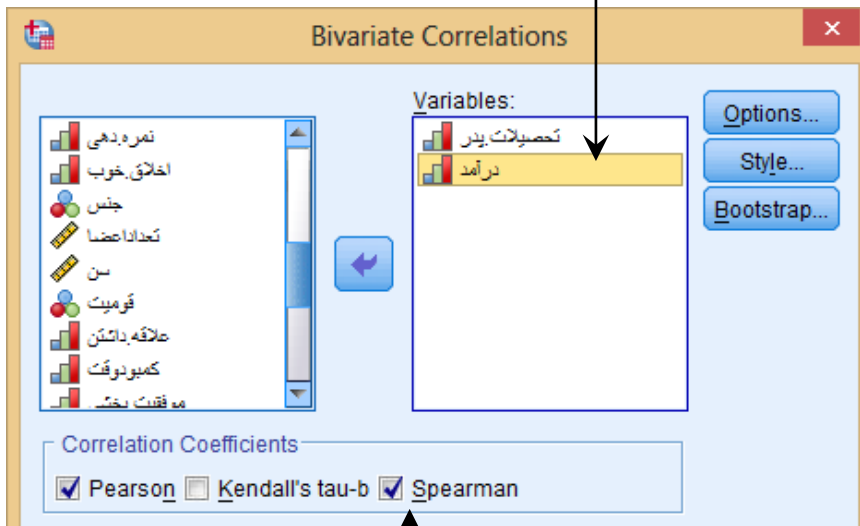 Bivariate Correlations
Variables:
نمره.دهی
اخلاق.خوب
جنس
تعداداعضا
سن
قومیت
علاقه.داشتن
کمبودوقت
موفقیت
تحصیلات.پدر
درآمد
Options...
Style...
Bootstrap...
Correlation Coefficients
Pearson Kendall's tau-b Spearman